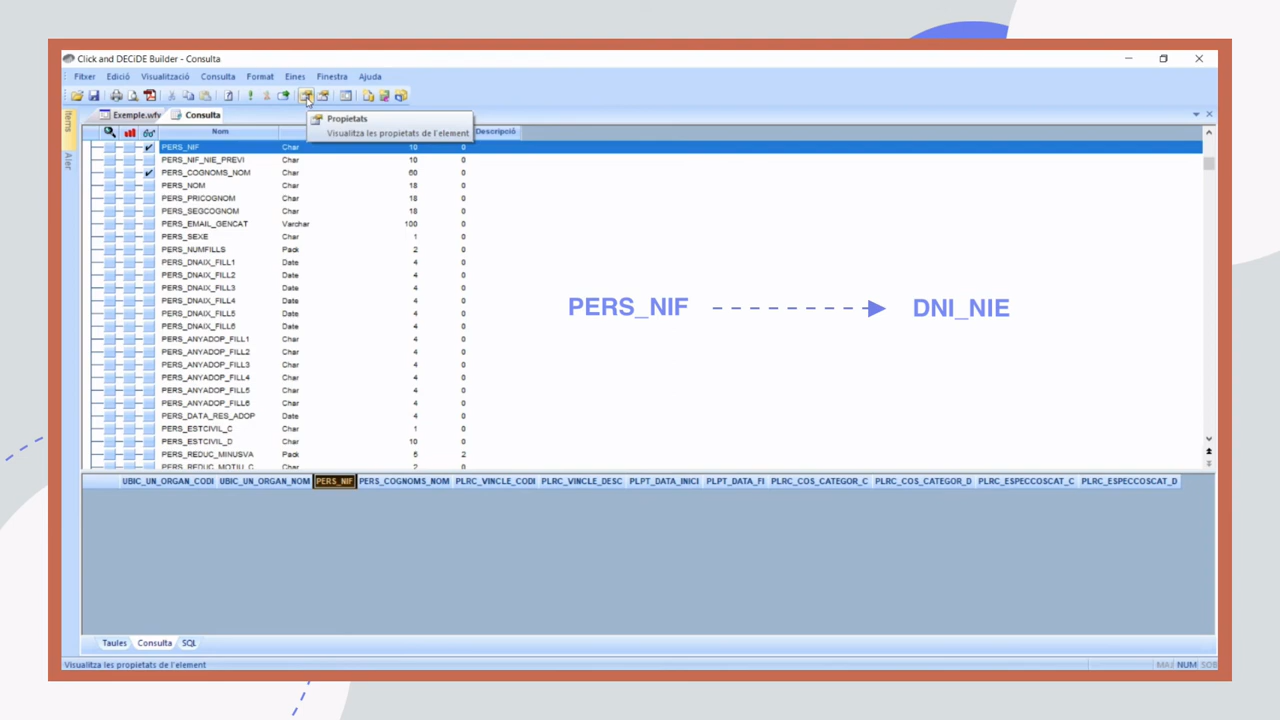 Click and DECiDE Builder - Consulta
Fitxer Edició Visualització Consulta Format Eines Finestra Ajuda
Exemple.wfv Consulta
Items
Aler
Propietats
Visualitza les propietats de l'element
Nom Descripció
PERS_NIF Char 10 0
PERS_NIF_NIE_PREVI Char 10 0
PERS_COGNOMS_NOM Char 60 0
PERS_NOM Char 18 0
PERS_PRICOGNOM Char 18 0
PERS_SEGCOGNOM Char 18 0
PERS_EMAIL_GENCAT Varchar 100 0
PERS_SEXE Char 1 0
PERS_NUMFILLS Pack 2 0
PERS_DNAIX_FILL1 Date 4 0
PERS_DNAIX_FILL2 Date 4 0
PERS_DNAIX_FILL3 Date 4 0
PERS_DNAIX_FILL4 Date 4 0
PERS_DNAIX_FILL5 Date 4 0
PERS_DNAIX_FILL6 Date 4 0
PERS_ANYADOP_FILL1 Char 4 0
PERS_ANYADOP_FILL2 Char 4 0
PERS_ANYADOP_FILL3 Char 4 0
PERS_ANYADOP_FILL4 Char 4 0
PERS_ANYADOP_FILL5 Char 4 0
PERS_ANYADOP_FILL6 Char 4 0
PERS_DATA_RES_ADOP Date 4 0
PERS_ESTCIVIL_C Char 1 0
PERS_ESTCIVIL_D Char 10 0
PERS_REDUC_MINUSVA Pack 5 2
PERS_REDUC_MOTIU_C Char 2 0
PERS_NIF DNI_NIE
UBIC_UN_ORGAN_CODI UBIC_UN_ORGAN_NOM PERS_NIF PERS_COGNOMS_NOM PLRC_VINCLE_CODI PLRC_VINCLE_DESC PLPT_DATA_INICI PLPT_DATA_FI PLRC_COS_CATEGOR_C PLRC_COS_CATEGOR_D PLRC_ESPECCOSCAT_C PLRC_ESPECCOSCAT_D
Taules Consulta SQL
Visualitza les propietats de l'element NUM SOB